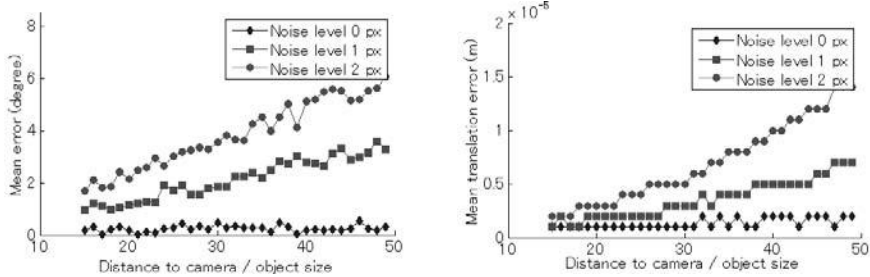 8
6
4
2
0
10
20
30
40
50
Mean error (degree)
Distance to camera / object size
Noise level 0 px
Noise level 1 px
Noise level 2 px
2 × 10⁻⁵
1.5
1
0.5
0
10
20
30
40
50
Mean translation error (m)
Distance to camera / object size
Noise level 0 px
Noise level 1 px
Noise level 2 px